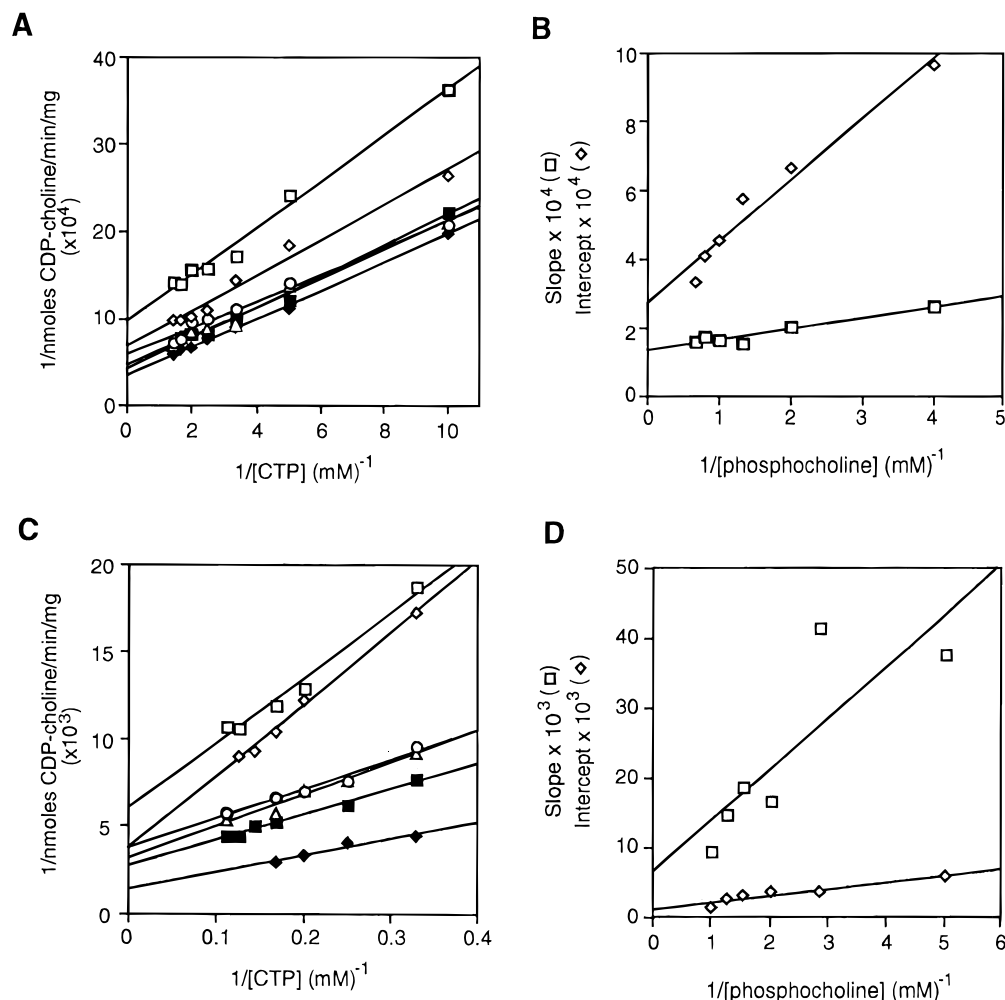 A
40
30
20
10
0
0 2 4 6 8 10
1/nmoles CDP-choline/min/mg
(x10⁴)
1/[CTP] (mM)⁻¹
B
10
8
6
4
2
0
0 1 2 3 4 5
Slope x 10⁴ (□)
Intercept x 10⁴ (◇)
1/[phosphocholine] (mM)⁻¹
C
20
15
10
5
0
0 0.1 0.2 0.3 0.4
1/nmoles CDP-choline/min/mg
(x10³)
1/[CTP] (mM)⁻¹
D
50
40
30
20
10
0
0 1 2 3 4 5 6
Slope x 10³ (□)
Intercept x 10³ (◇)
1/[phosphocholine] (mM)⁻¹